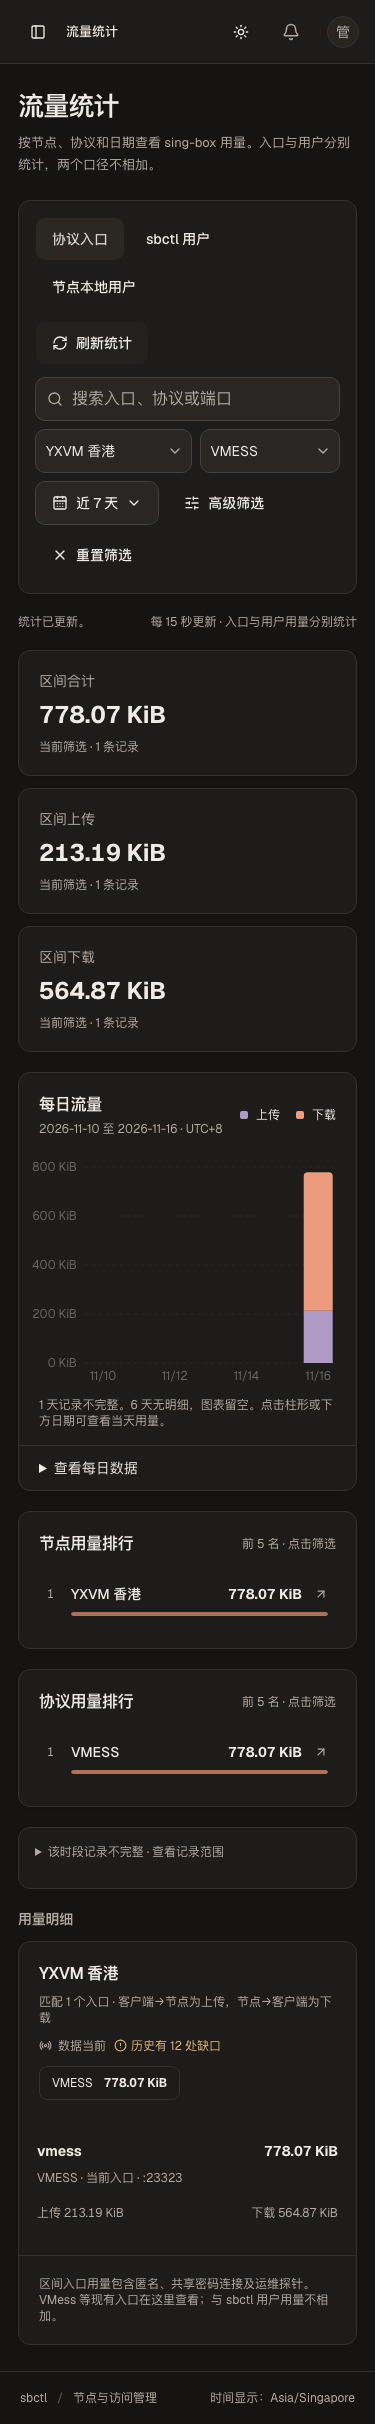 流量统计
管
流量统计
按节点、协议和日期查看 sing-box 用量。入口与用户分别
统计，两个口径不相加。
协议入口
sbctl 用户
节点本地用户
刷新统计
搜索入口、协议或端口
YXVM 香港
VMESS
近 7 天
高级筛选
重置筛选
统计已更新。
每 15 秒更新 · 入口与用户用量分别统计
区间合计
778.07 KiB
当前筛选 · 1 条记录
区间上传
213.19 KiB
当前筛选 · 1 条记录
区间下载
564.87 KiB
当前筛选 · 1 条记录
每日流量
2026-11-10 至 2026-11-16 · UTC+8
上传
下载
800 KiB
600 KiB
400 KiB
200 KiB
0 KiB
11/10
11/12
11/14
11/16
1 天记录不完整。6 天无明细，图表留空。点击柱形或下
方日期可查看当天用量。
查看每日数据
节点用量排行
前 5 名 · 点击筛选
1 YXVM 香港 778.07 KiB
协议用量排行
前 5 名 · 点击筛选
1 VMESS 778.07 KiB
该时段记录不完整 · 查看记录范围
用量明细
YXVM 香港
匹配 1 个入口 · 客户端→节点为上传，节点→客户端为下
载
数据当前
历史有 12 处缺口
VMESS 778.07 KiB
vmess
778.07 KiB
VMESS · 当前入口 · :23323
上传 213.19 KiB
下载 564.87 KiB
区间入口用量包含匿名、共享密码连接及运维探针。
VMess 等现有入口在这里查看；与 sbctl 用户用量不相
加。
sbctl / 节点与访问管理
时间显示：Asia/Singapore